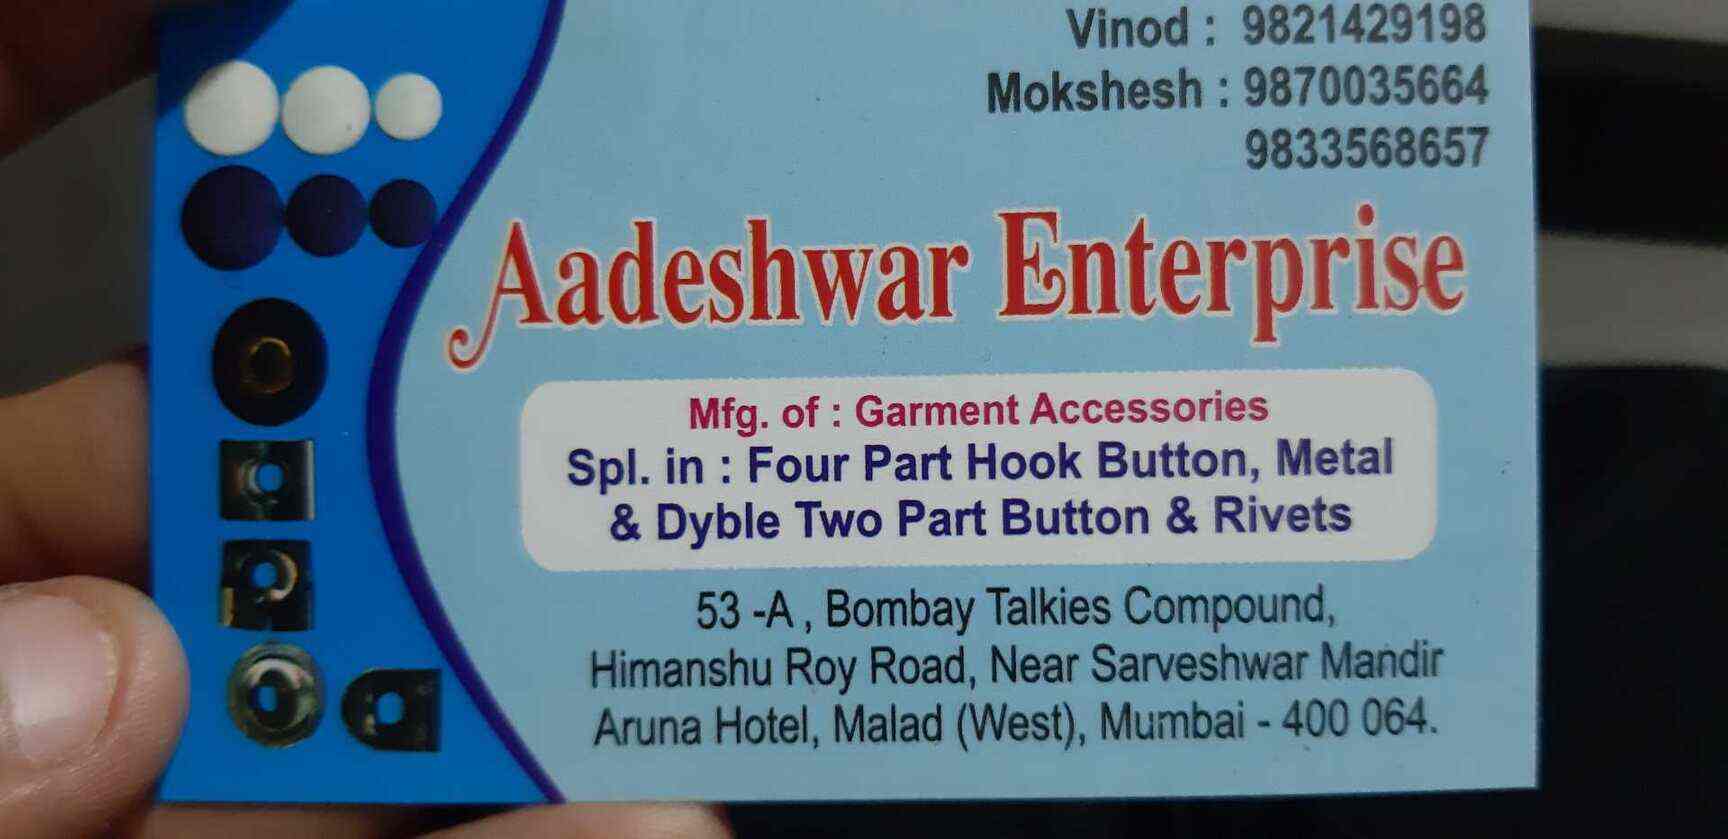 Vinod : 9821429198
Mokshesh : 9870035664
9833568657
Aadeshwar Enterprise
Mfg. of : Garment Accessories
Spl. in : Four Part Hook Button, Metal
& Dyble Two Part Button & Rivets
53 -A , Bombay Talkies Compound,
Himanshu Roy Road, Near Sarveshwar Mandir
Aruna Hotel, Malad (West), Mumbai - 400 064.